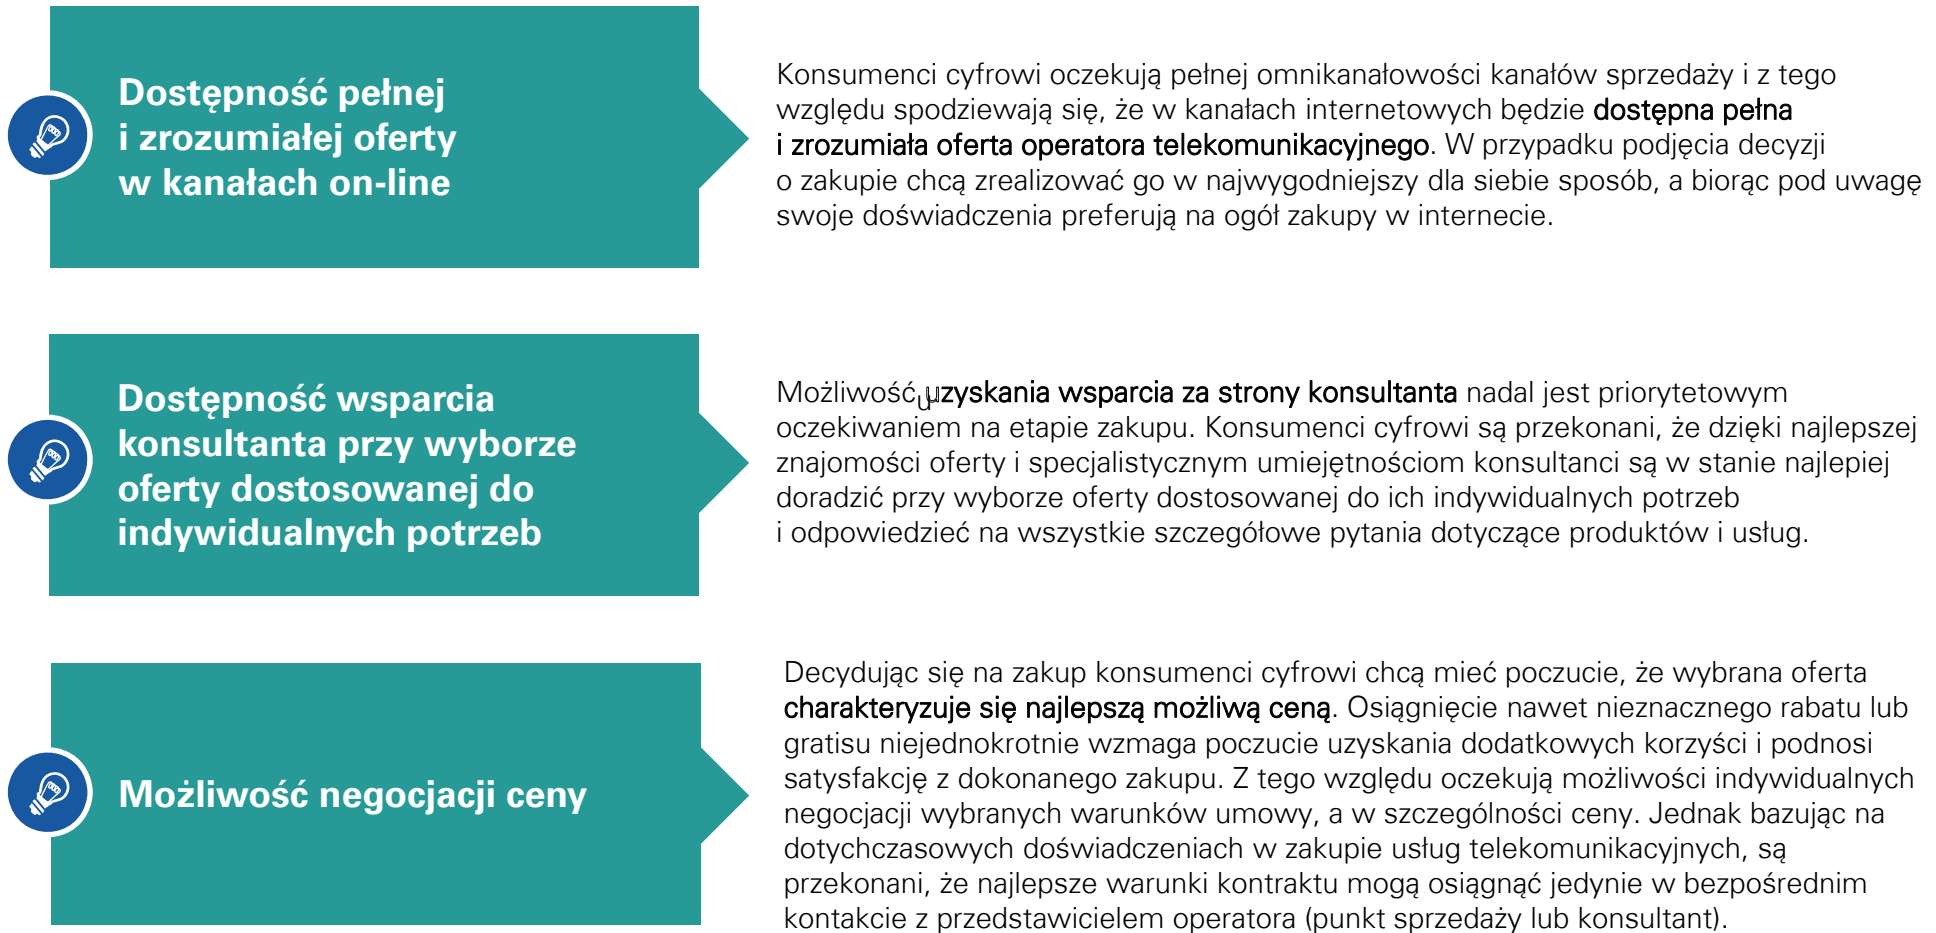 Dostępność pełnej
i zrozumiałej oferty
w kanałach on-line
Konsumenci cyfrowi oczekują pełnej omnikanałowości kanałów sprzedaży i z tego
względu spodziewają się, że w kanałach internetowych będzie dostępna pełna
i zrozumiała oferta operatora telekomunikacyjnego. W przypadku podjęcia decyzji
o zakupie chcą zrealizować go w najwygodniejszy dla siebie sposób, a biorąc pod uwagę
swoje doświadczenia preferują na ogół zakupy w internecie.
Dostępność wsparcia
konsultanta przy wyborze
oferty dostosowanej do
indywidualnych potrzeb
Możliwość uzyskania wsparcia za strony konsultanta nadal jest priorytetowym
oczekiwaniem na etapie zakupu. Konsumenci cyfrowi są przekonani, że dzięki najlepszej
znajomości oferty i specjalistycznym umiejętnościom konsultanci są w stanie najlepiej
doradzić przy wyborze oferty dostosowanej do ich indywidualnych potrzeb
i odpowiedzieć na wszystkie szczegółowe pytania dotyczące produktów i usług.
Możliwość negocjacji ceny
Decydując się na zakup konsumenci cyfrowi chcą mieć poczucie, że wybrana oferta
charakteryzuje się najlepszą możliwą ceną. Osiągnięcie nawet nieznacznego rabatu lub
gratisu niejednokrotnie wzmaga poczucie uzyskania dodatkowych korzyści i podnosi
satysfakcję z dokonanego zakupu. Z tego względu oczekują możliwości indywidualnych
negocjacji wybranych warunków umowy, a w szczególności ceny. Jednak bazując na
dotychczasowych doświadczeniach w zakupie usług telekomunikacyjnych, są
przekonani, że najlepsze warunki kontraktu mogą osiągnąć jedynie w bezpośrednim
kontakcie z przedstawicielem operatora (punkt sprzedaży lub konsultant).